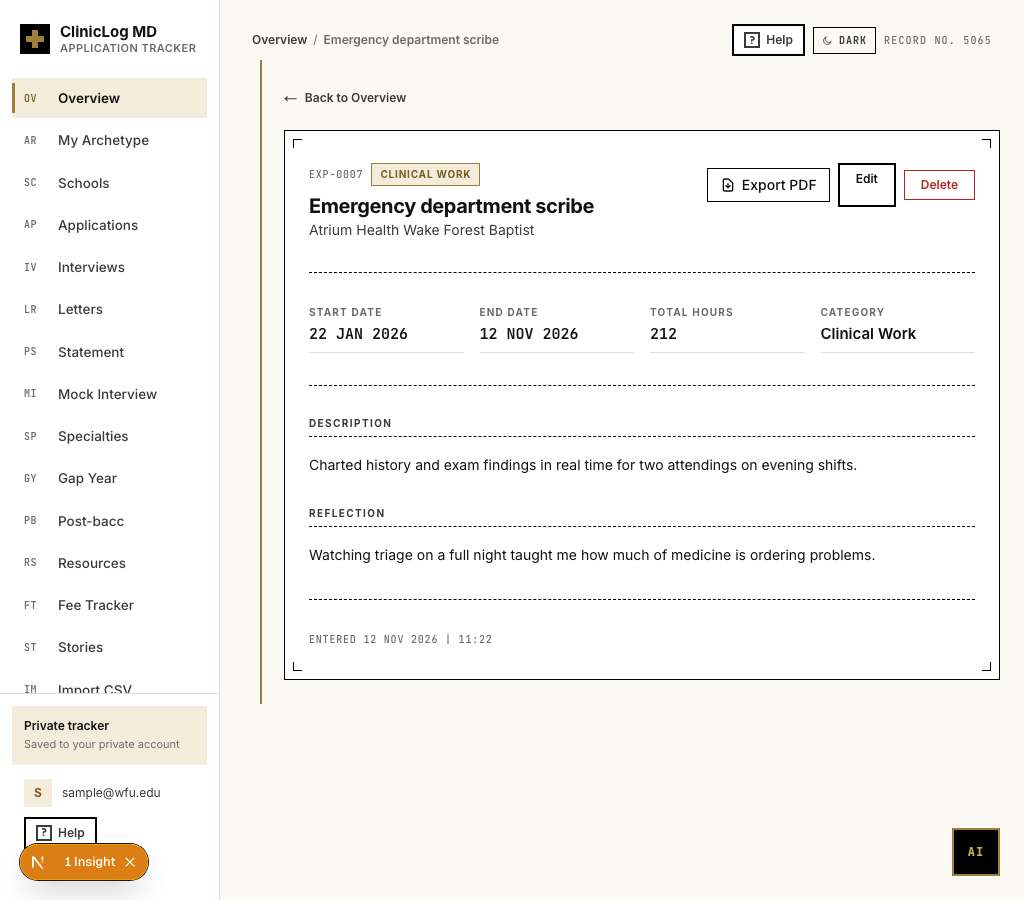 ClinicLog MD
APPLICATION TRACKER
OV Overview
AR My Archetype
SC Schools
AP Applications
IV Interviews
LR Letters
PS Statement
MI Mock Interview
SP Specialties
GY Gap Year
PB Post-bacc
RS Resources
FT Fee Tracker
ST Stories
IM Import CSV
Private tracker
Saved to your private account
S sample@wfu.edu
? Help
N 1 Insight
Overview / Emergency department scribe
? Help
DARK
RECORD NO. 5065
← Back to Overview
EXP-0007 CLINICAL WORK
Emergency department scribe
Atrium Health Wake Forest Baptist
Export PDF
Edit
Delete
START DATE
22 JAN 2026
END DATE
12 NOV 2026
TOTAL HOURS
212
CATEGORY
Clinical Work
DESCRIPTION
Charted history and exam findings in real time for two attendings on evening shifts.
REFLECTION
Watching triage on a full night taught me how much of medicine is ordering problems.
ENTERED 12 NOV 2026 | 11:22
AI